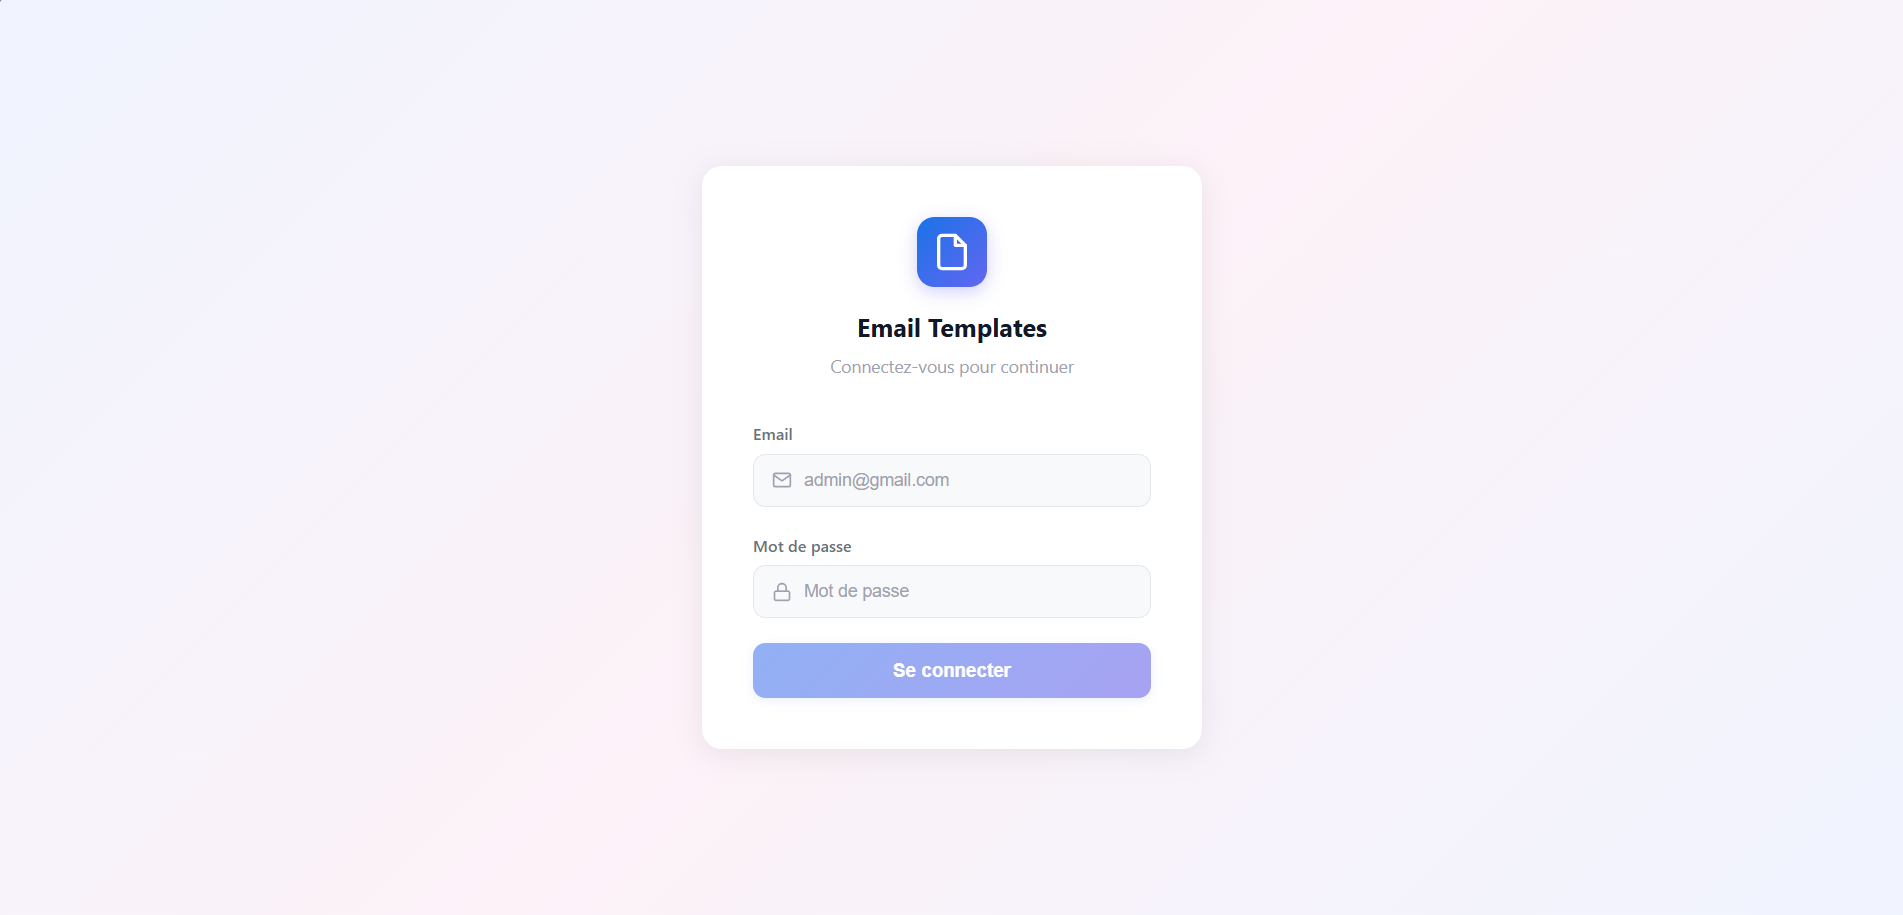 Email Templates
Connectez-vous pour continuer
Email
admin@gmail.com
Mot de passe
Mot de passe
Se connecter